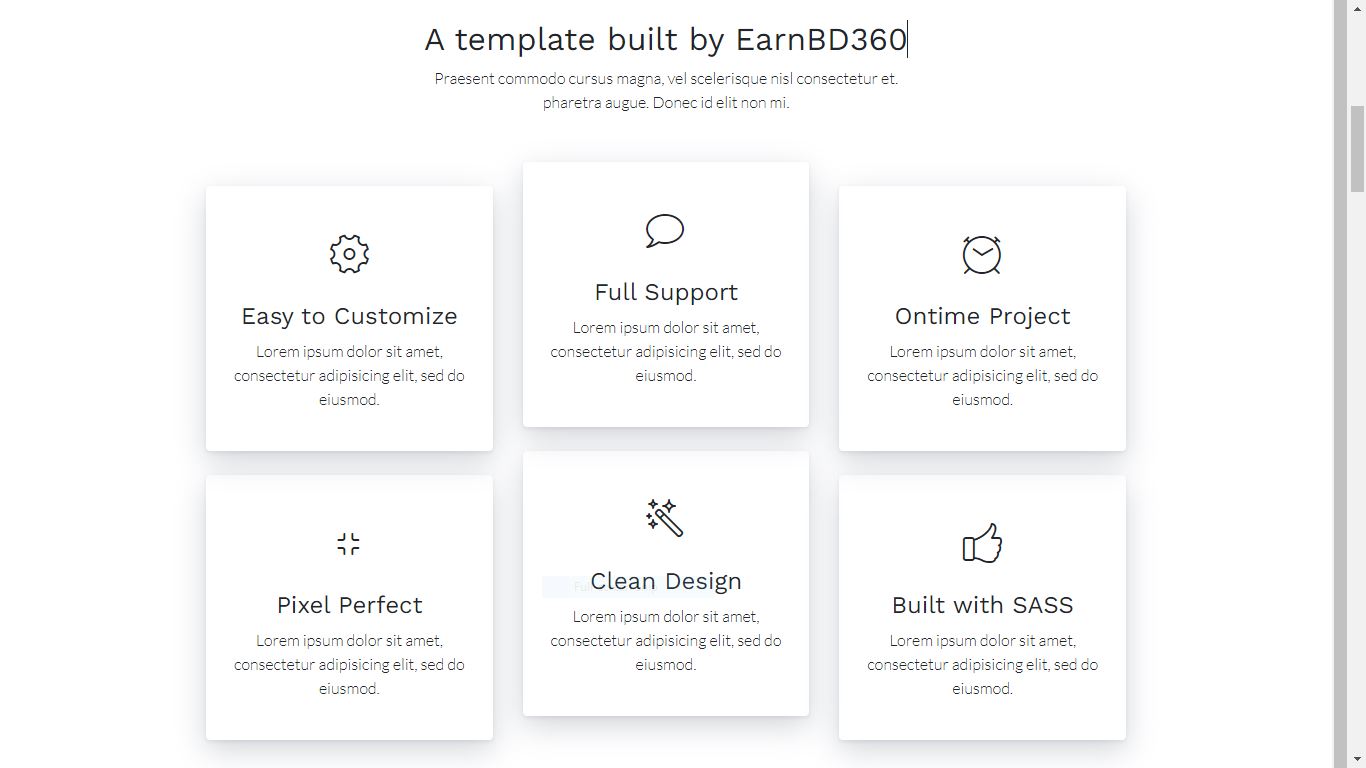 A template built by EarnBD360
Praesent commodo cursus magna, vel scelerisque nisl consectetur et.
pharetra augue. Donec id elit non mi.
Easy to Customize
Lorem ipsum dolor sit amet,
consectetur adipisicing elit, sed do
eiusmod.
Full Support
Lorem ipsum dolor sit amet,
consectetur adipisicing elit, sed do
eiusmod.
Ontime Project
Lorem ipsum dolor sit amet,
consectetur adipisicing elit, sed do
eiusmod.
Pixel Perfect
Lorem ipsum dolor sit amet,
consectetur adipisicing elit, sed do
eiusmod.
Clean Design
Lorem ipsum dolor sit amet,
consectetur adipisicing elit, sed do
eiusmod.
Built with SASS
Lorem ipsum dolor sit amet,
consectetur adipisicing elit, sed do
eiusmod.